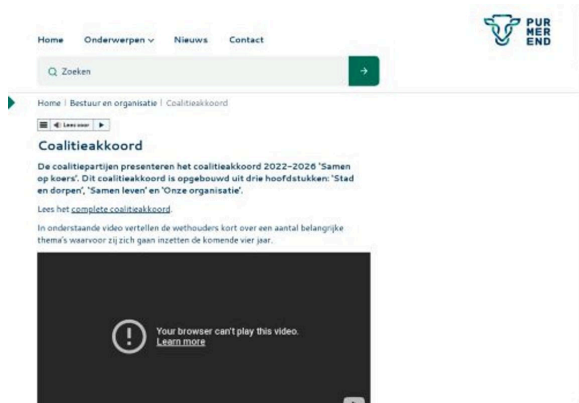 PUR
MER
END
Home Onderwerpen Nieuws Contact
Zoeken
Home | Bestuur en organisatie | Coalitieakkoord
Lees voor
Coalitieakkoord
De coalitiepartijen presenteren het coalitieakkoord 2022-2026 'Samen
op koers'. Dit coalitieakkoord is opgebouwd uit drie hoofdstukken: 'Stad
en dorpen', 'Samen leven' en 'Onze organisatie'.
Lees het complete coalitieakkoord.
In onderstaande video vertellen de wethouders kort over een aantal belangrijke
thema's waarvoor zij zich gaan inzetten de komende vier jaar.
Your browser can't play this video.
Learn more